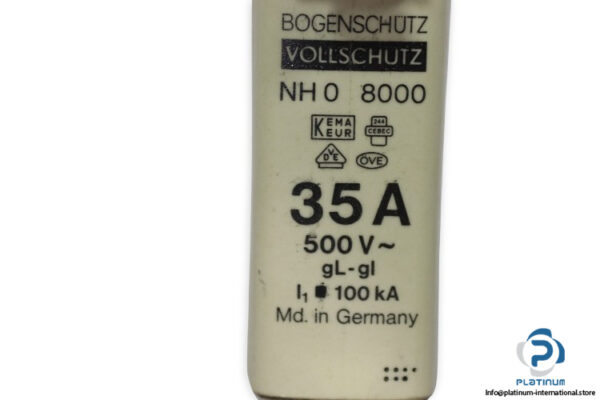 BOGENSCHÜTZ
VOLLSCHUTZ
NH 0 8000
KEMA
EUR
244
CEBEC
VDE
ÖVE
35 A
500 V ~
gL-gI
I₁ 100 kA
Md. in Germany
PLATINUM
Info@platinum-international.store